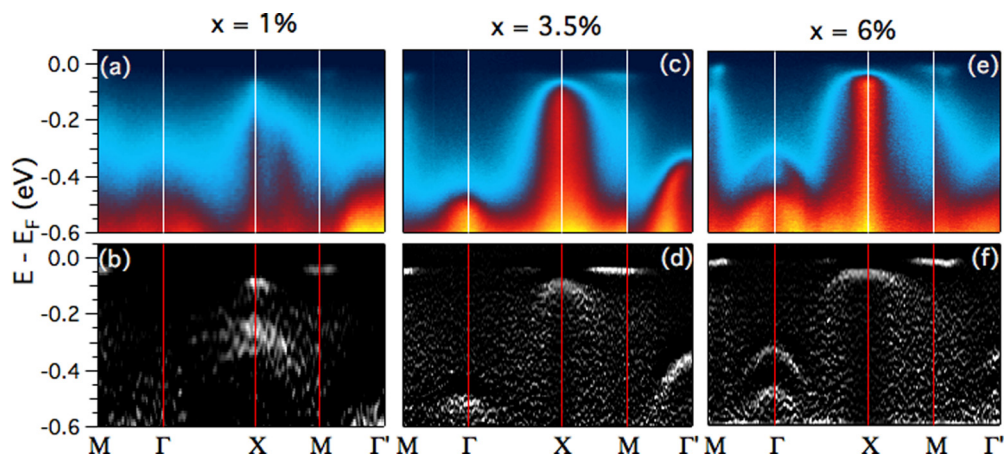 x = 1%
x = 3.5%
x = 6%
(a)
(c)
(e)
0.0
-0.2
-0.4
-0.6
E - E_F (eV)
(b)
(d)
(f)
0.0
-0.2
-0.4
-0.6
M Γ X M Γ'
M Γ X M Γ'
M Γ X M Γ'